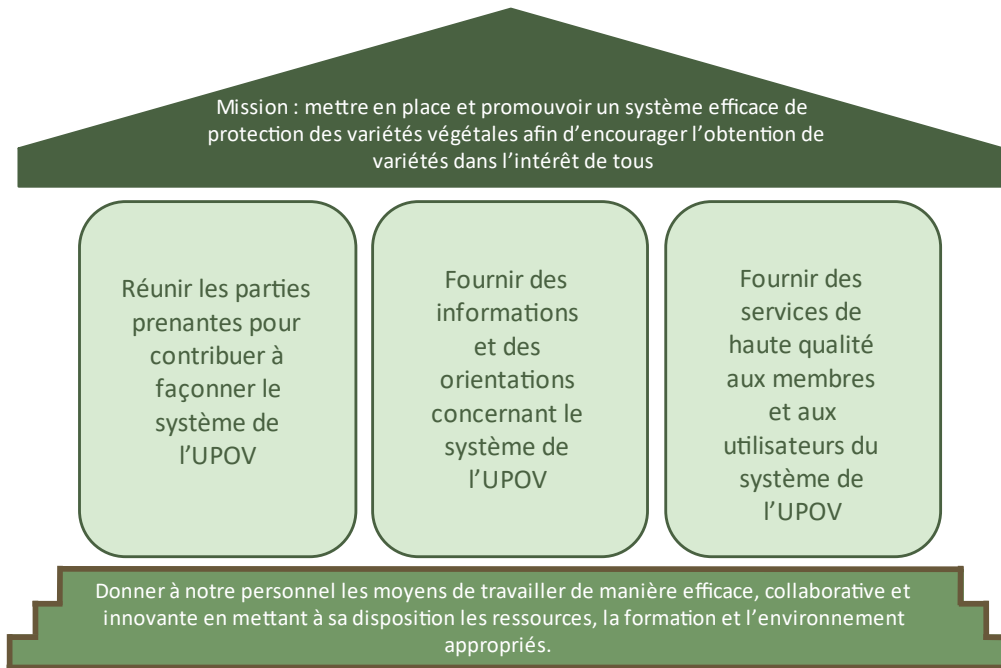 Mission : mettre en place et promouvoir un système efficace de
protection des variétés végétales afin d’encourager l’obtention de
variétés dans l’intérêt de tous
Réunir les parties
prenantes pour
contribuer à
façonner le
système de
l’UPOV
Fournir des
informations
et des
orientations
concernant le
système de
l’UPOV
Fournir des
services de
haute qualité
aux membres
et aux
utilisateurs du
système de
l’UPOV
Donner à notre personnel les moyens de travailler de manière efficace, collaborative et
innovante en mettant à sa disposition les ressources, la formation et l’environnement
appropriés.